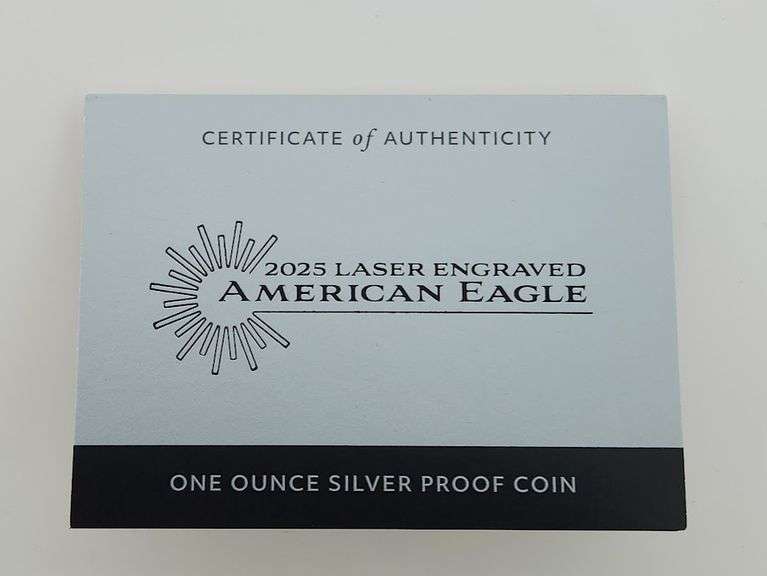 CERTIFICATE of AUTHENTICITY
2025 LASER ENGRAVED
AMERICAN EAGLE
ONE OUNCE SILVER PROOF COIN